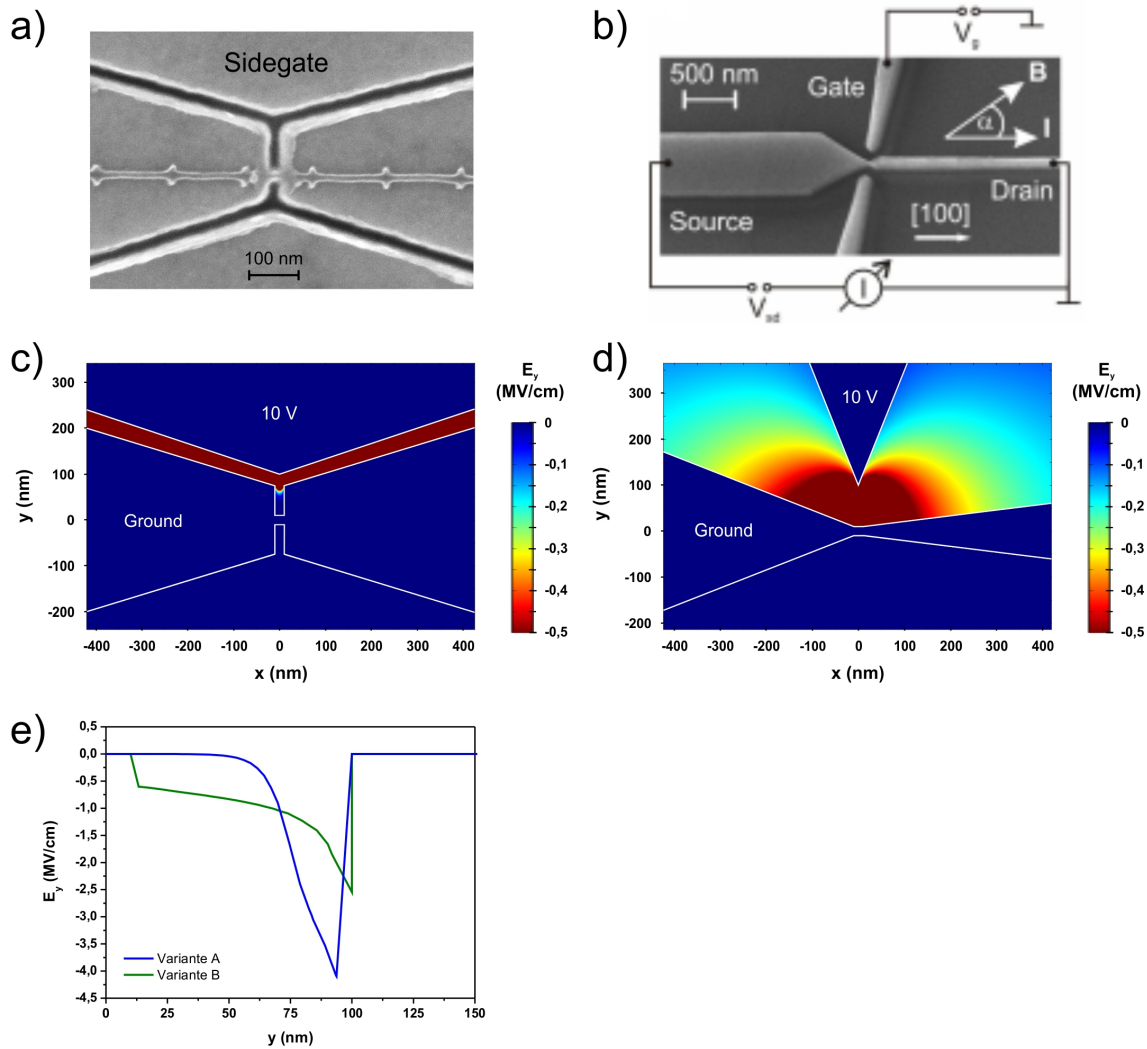 a)
Sidegate
100 nm
b)
V_g
500 nm
Gate
B
α
I
Drain
Source
[100]
I
V_sd
c)
E_y
(MV/cm)
10 V
Ground
300
200
100
0
-100
-200
y (nm)
-400 -300 -200 -100 0 100 200 300 400
x (nm)
0
-0,1
-0,2
-0,3
-0,4
-0,5
d)
E_y
(MV/cm)
10 V
Ground
300
200
100
0
-100
-200
y (nm)
-400 -300 -200 -100 0 100 200 300 400
x (nm)
0
-0,1
-0,2
-0,3
-0,4
-0,5
e)
0,5
0,0
-0,5
-1,0
-1,5
-2,0
-2,5
-3,0
-3,5
-4,0
-4,5
E_y (MV/cm)
Variante A
Variante B
0 25 50 75 100 125 150
y (nm)